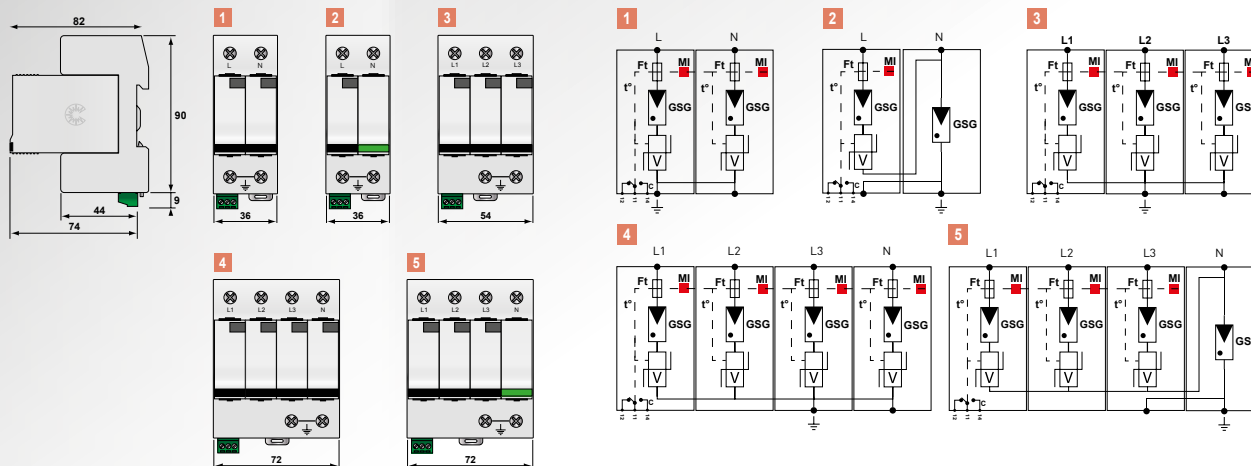 82
90
9
44
74
1
L N
36
2
L N
36
3
L1 L2 L3
54
4
L1 L2 L3 N
72
5
L1 L2 L3 N
72
1
L N
Ft MI Ft MI
t° t°
GSG GSG
V V
C
12 11 14
2
L N
Ft MI
t°
GSG GSG
V
C
12 11 14
3
L1 L2 L3
Ft MI Ft MI Ft MI
t° t° t°
GSG GSG GS
V V V
C
12 11 14
4
L1 L2 L3 N
Ft MI Ft MI Ft MI Ft MI
t° t° t° t°
GSG GSG GSG GSG
V V V V
C
12 11 14
5
L1 L2 L3 N
Ft MI Ft MI Ft MI
t° t° t°
GSG GSG GSG GS
V V V
C
12 11 14